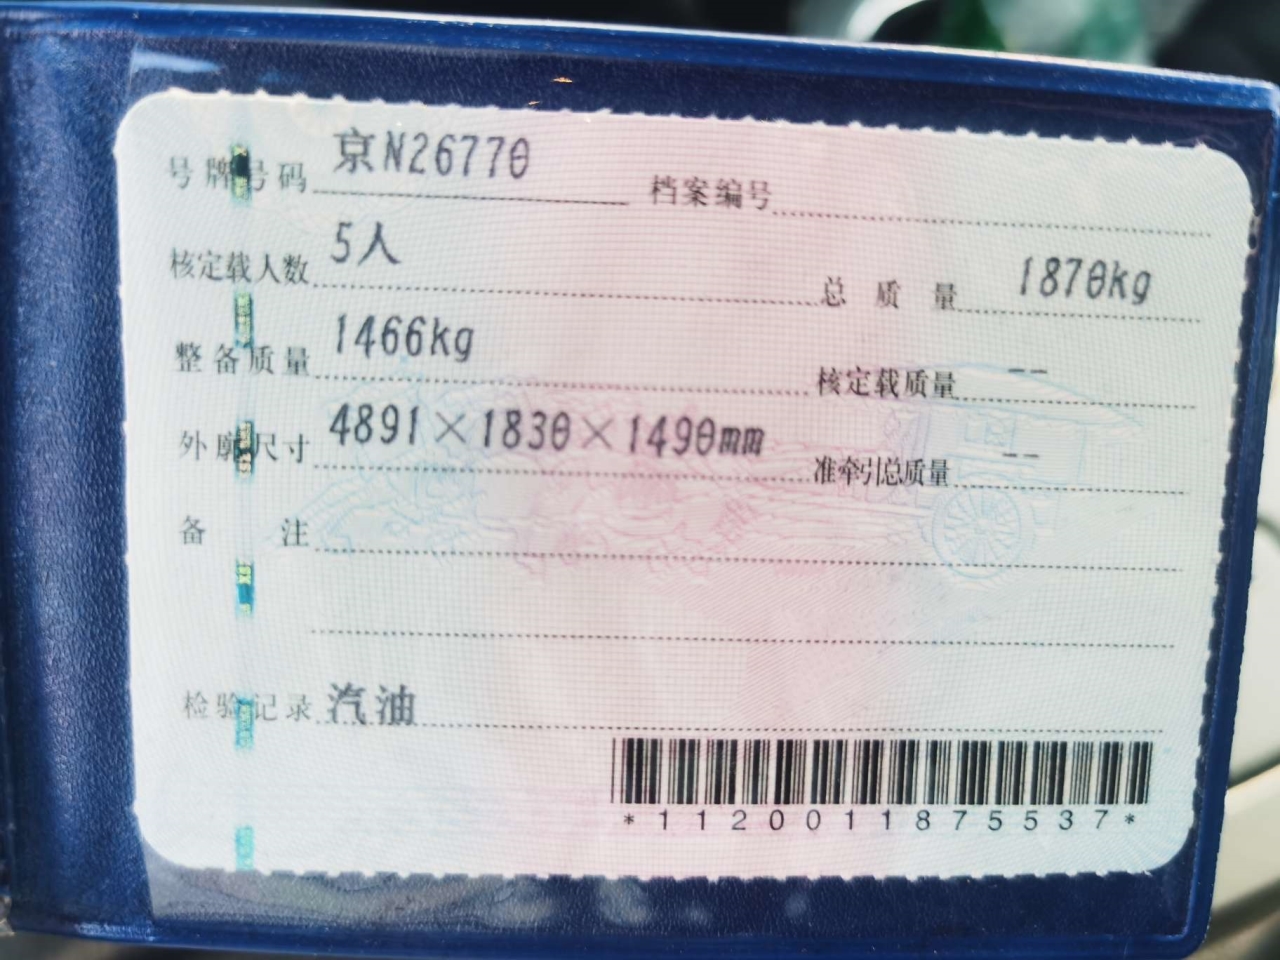 号牌号码 京N26770 档案编号
核定载人数 5人 总质量 1870kg
整备质量 1466kg 核定载质量 --
外廓尺寸 4891×1830×1490mm 准牵引总质量 --
备注
检验记录 汽油
*1120011875537*